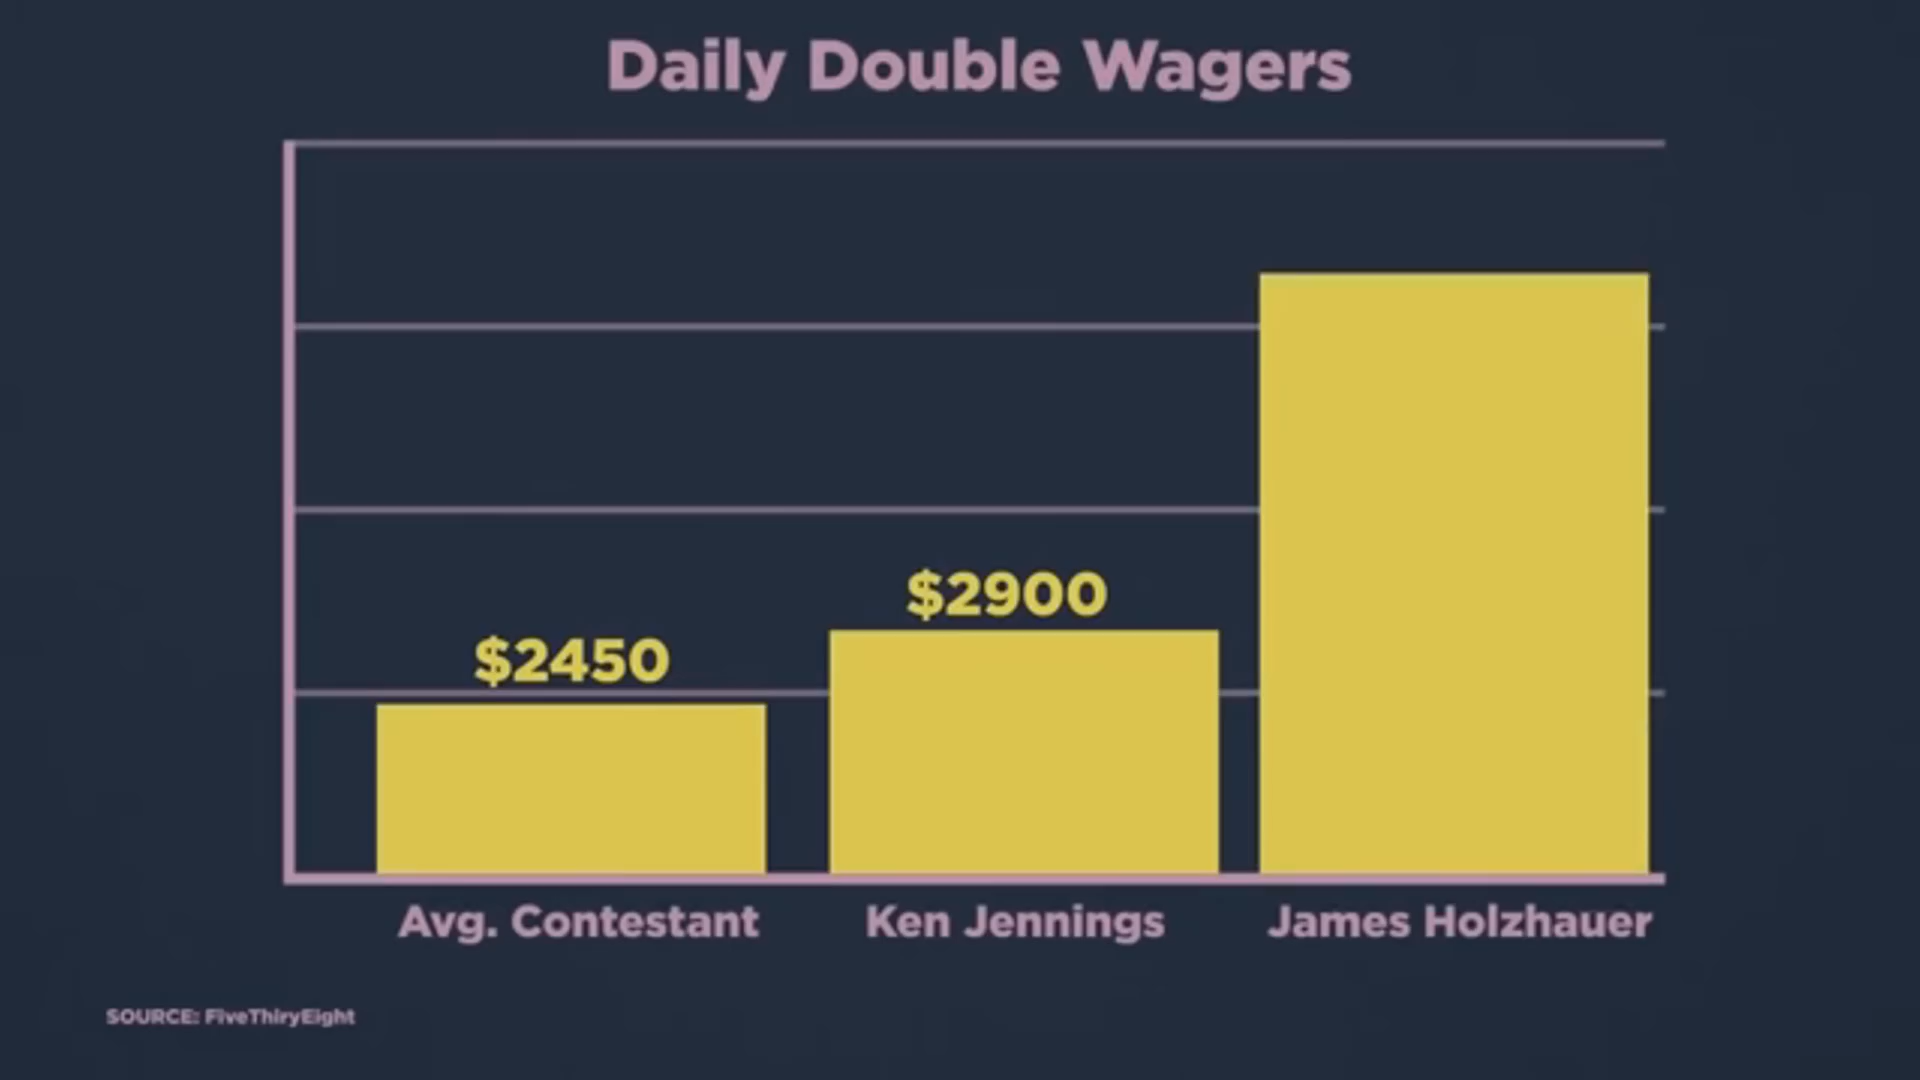 Daily Double Wagers
$2450
$2900
Avg. Contestant
Ken Jennings
James Holzhauer
SOURCE: FiveThiryEight